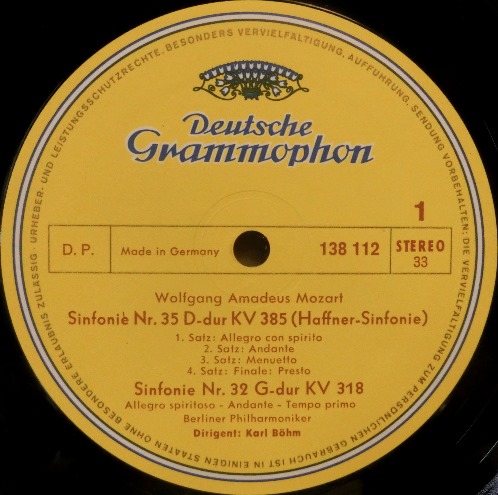 URHEBER- UND LEISTUNGSSCHUTZRECHTE, BESONDERS VERVIELFÄLTIGUNG, AUFFÜHRUNG, SENDUNG VORBEHALTEN: DIE VERVIELFÄLTIGUNG ZUM PERSÖNLICHEN GEBRAUCH IST IN EINIGEN STAATEN OHNE BESONDERE ERLAUBNIS ZULÄSSIG ·
Deutsche
Grammophon
1
D. P. Made in Germany 138 112 STEREO
33
Wolfgang Amadeus Mozart
Sinfonie Nr. 35 D-dur KV 385 (Haffner-Sinfonie)
1. Satz: Allegro con spirito
2. Satz: Andante
3. Satz: Menuetto
4. Satz: Finale: Presto
Sinfonie Nr. 32 G-dur KV 318
Allegro spiritoso - Andante - Tempo primo
Berliner Philharmoniker
Dirigent: Karl Böhm